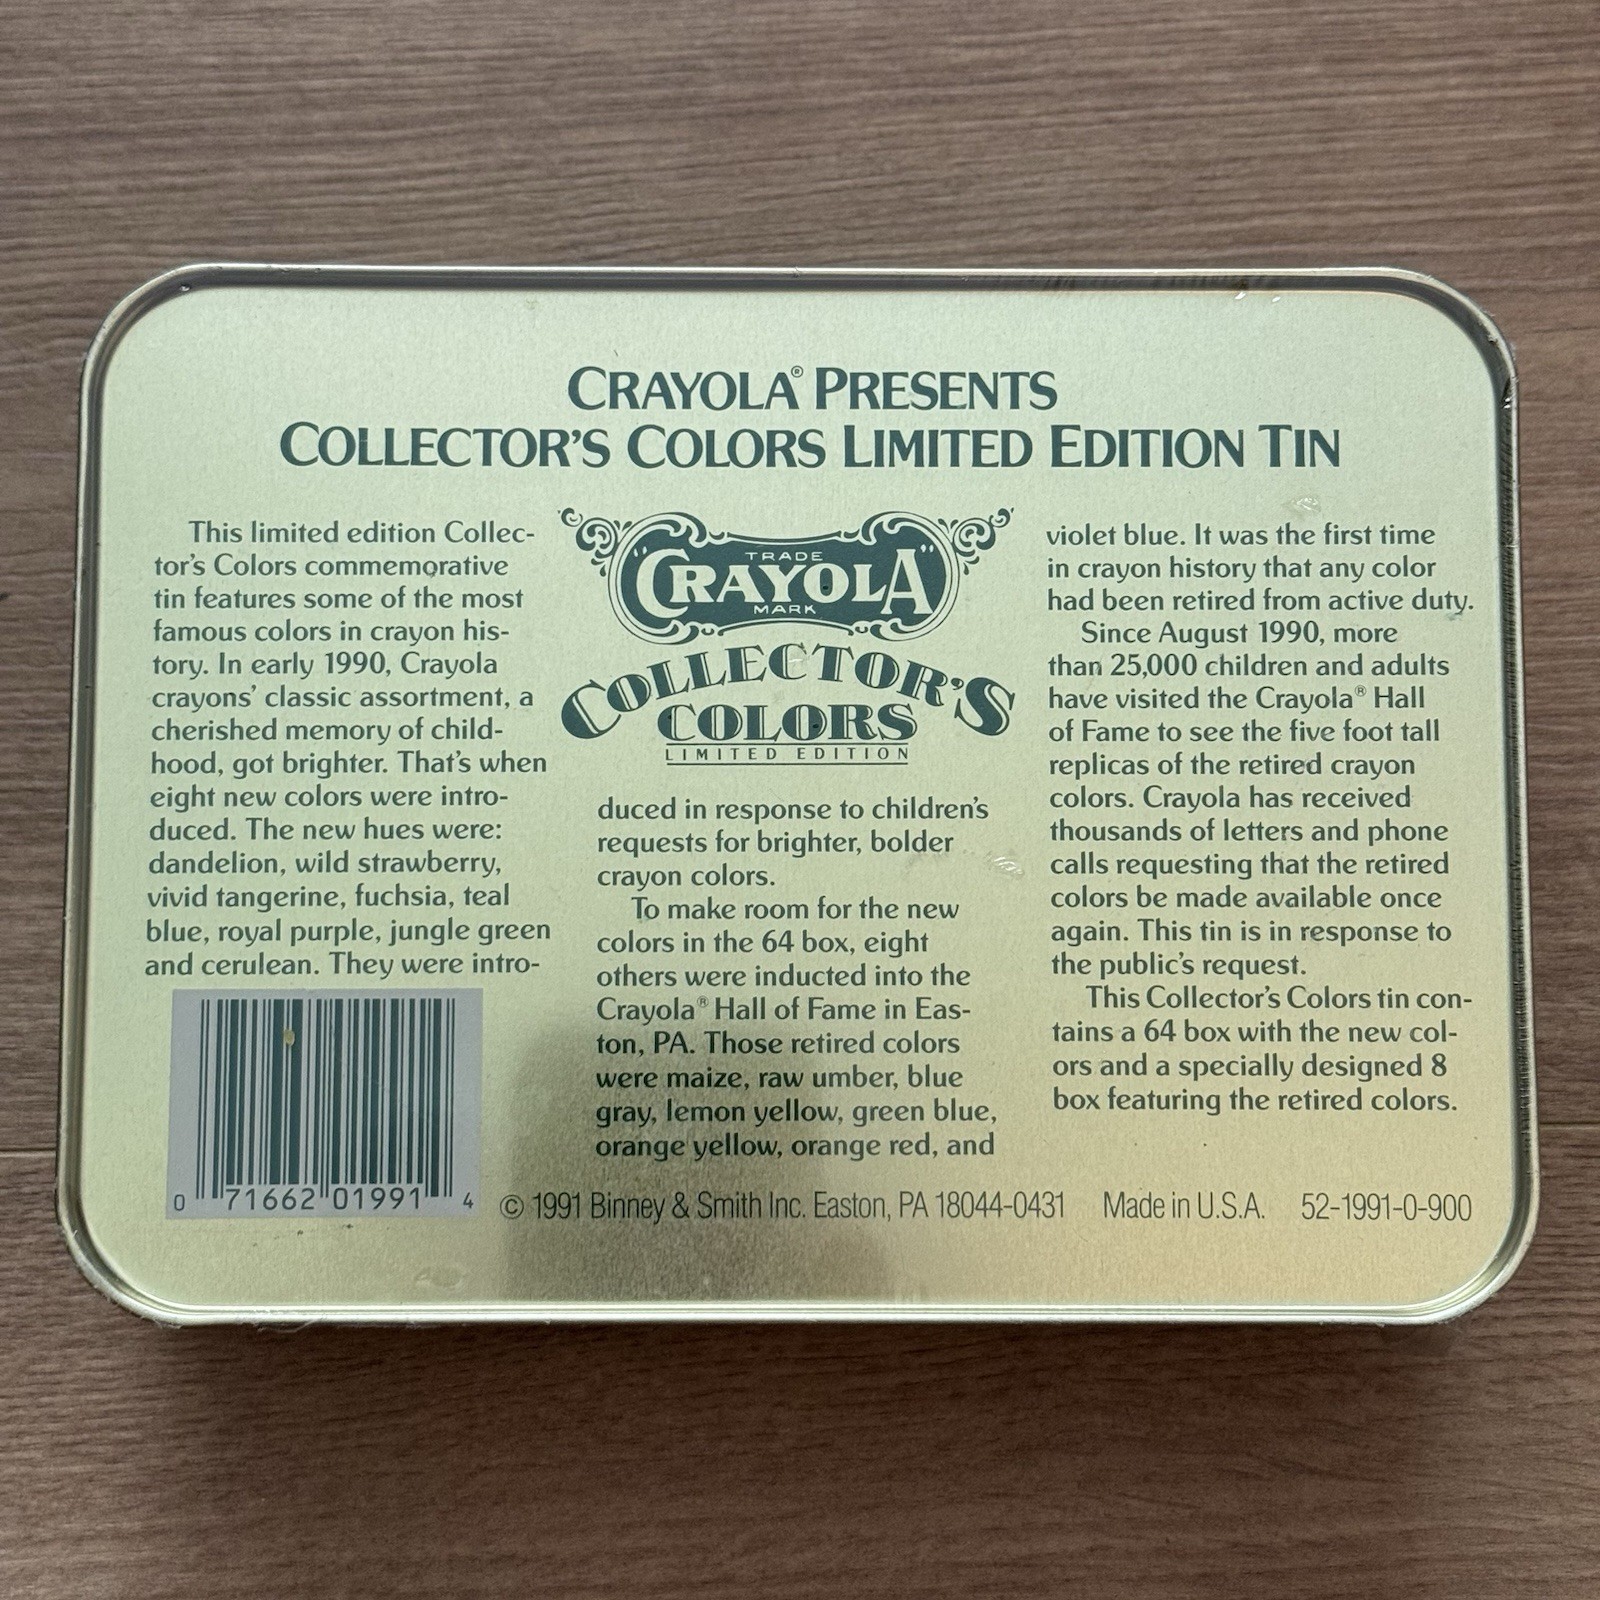 CRAYOLA® PRESENTS
COLLECTOR'S COLORS LIMITED EDITION TIN
This limited edition Collec-
tor's Colors commemorative
tin features some of the most
famous colors in crayon his-
tory. In early 1990, Crayola
crayons' classic assortment, a
cherished memory of child-
hood, got brighter. That's when
eight new colors were intro-
duced. The new hues were:
dandelion, wild strawberry,
vivid tangerine, fuchsia, teal
blue, royal purple, jungle green
and cerulean. They were intro-
"CRAYOLA"
TRADE
MARK
COLLECTOR'S
COLORS
LIMITED EDITION
duced in response to children's
requests for brighter, bolder
crayon colors.
To make room for the new
colors in the 64 box, eight
others were inducted into the
Crayola® Hall of Fame in Eas-
ton, PA. Those retired colors
were maize, raw umber, blue
gray, lemon yellow, green blue,
orange yellow, orange red, and
violet blue. It was the first time
in crayon history that any color
had been retired from active duty.
Since August 1990, more
than 25,000 children and adults
have visited the Crayola® Hall
of Fame to see the five foot tall
replicas of the retired crayon
colors. Crayola has received
thousands of letters and phone
calls requesting that the retired
colors be made available once
again. This tin is in response to
the public's request.
This Collector's Colors tin con-
tains a 64 box with the new col-
ors and a specially designed 8
box featuring the retired colors.
0 71662 01991 4
© 1991 Binney & Smith Inc. Easton, PA 18044-0431 Made in U.S.A. 52-1991-0-900